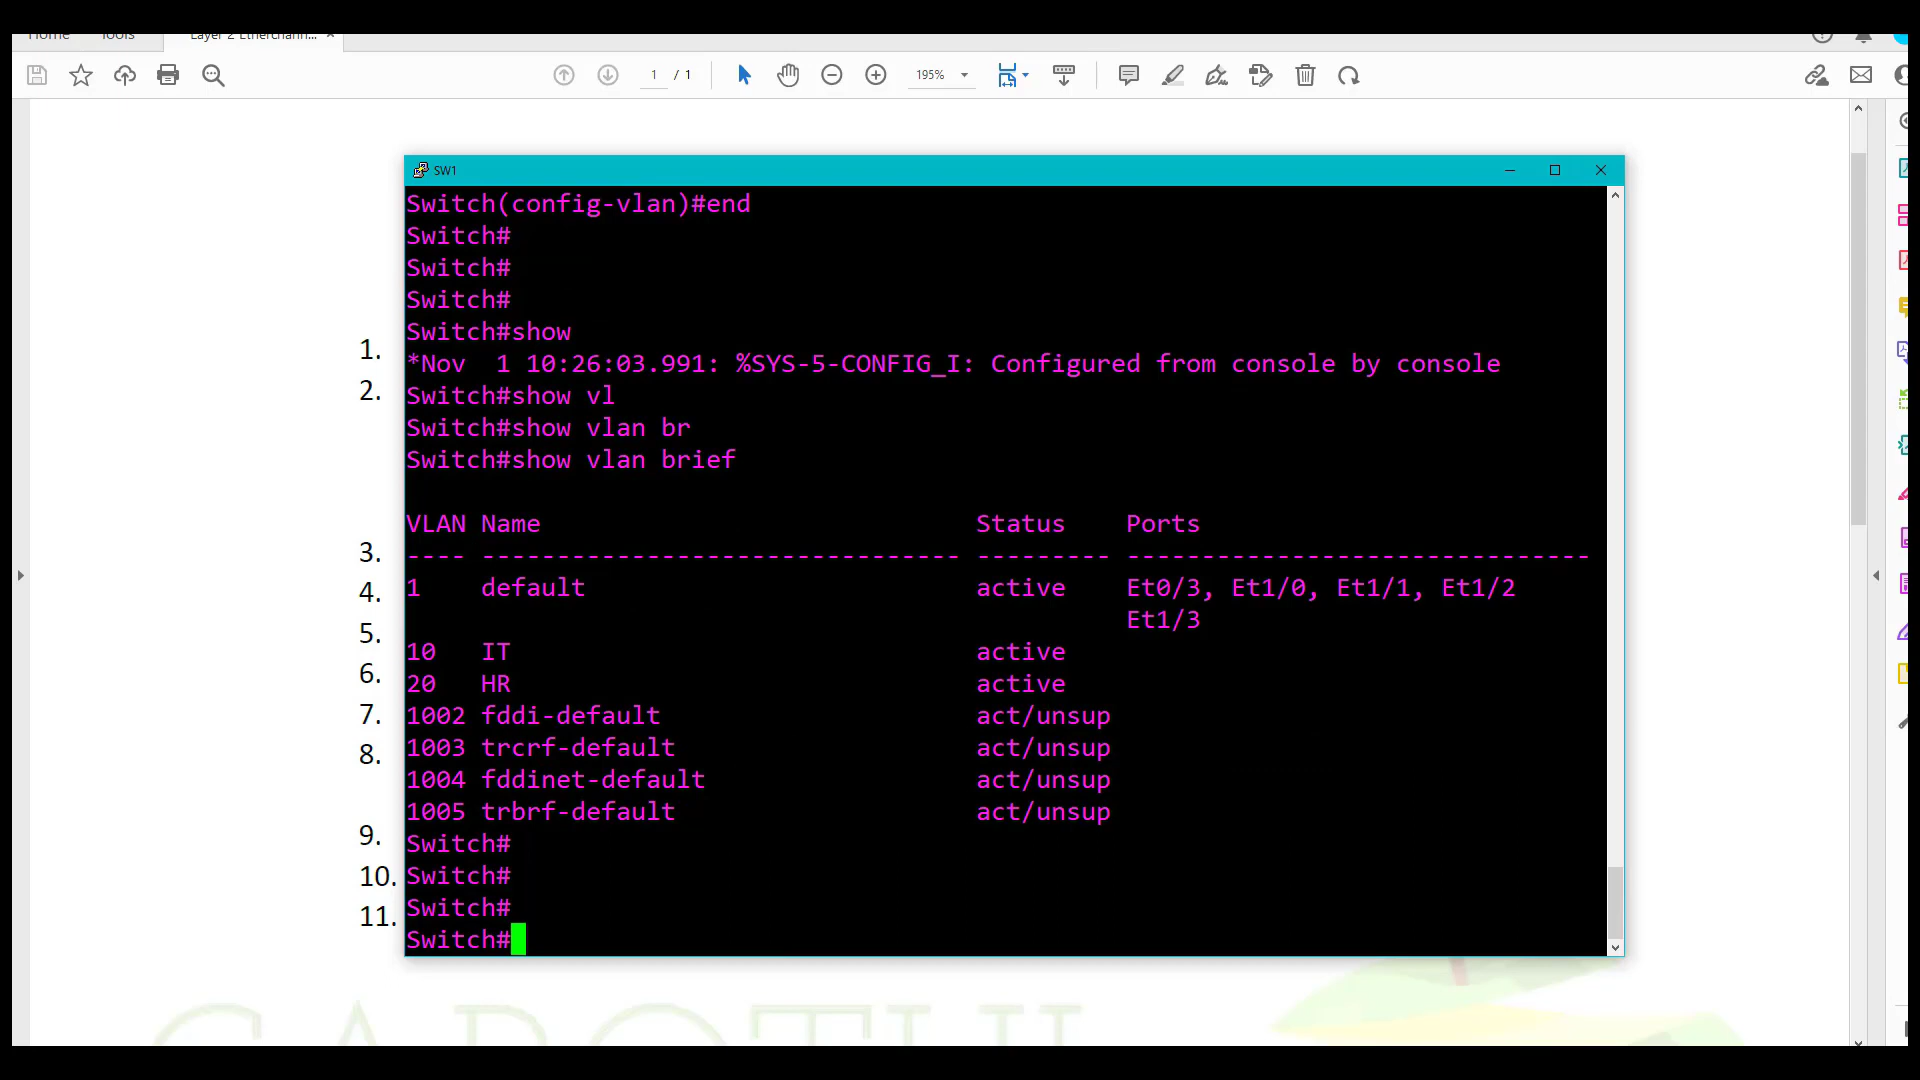 Home Tools Layer 2 Etherchann...
1 / 1 195%
SW1
Switch(config-vlan)#end
Switch#
Switch#
Switch#
Switch#show
1.
*Nov  1 10:26:03.991: %SYS-5-CONFIG_I: Configured from console by console
2.
Switch#show vl
Switch#show vlan br
Switch#show vlan brief
VLAN Name Status Ports
3.
---- -------------------------------- --------- -------------------------------
4.
1 default active Et0/3, Et1/0, Et1/1, Et1/2
Et1/3
5.
10 IT active
6.
20 HR active
7.
1002 fddi-default act/unsup
1003 trcrf-default act/unsup
8.
1004 fddinet-default act/unsup
1005 trbrf-default act/unsup
9.
Switch#
10.
Switch#
11.
Switch#
Switch#